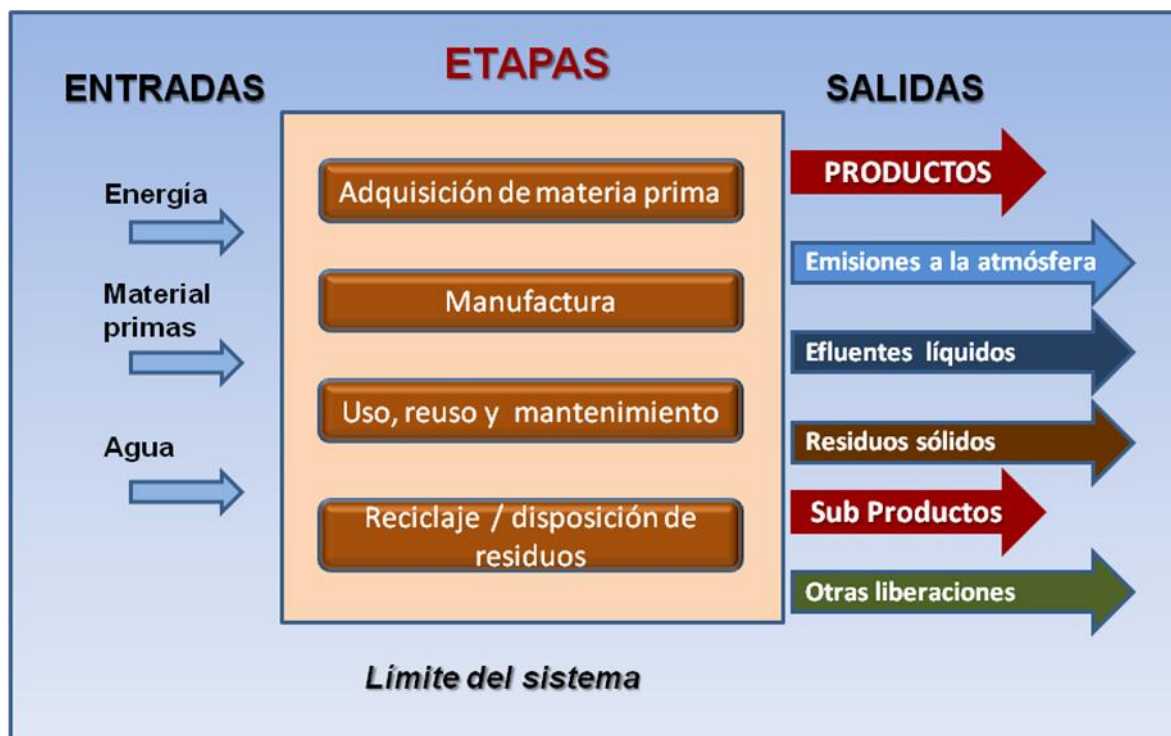 ENTRADAS
Energía
Material
primas
Agua
ETAPAS
Adquisición de materia prima
Manufactura
Uso, reuso y mantenimiento
Reciclaje / disposición de
residuos
SALIDAS
PRODUCTOS
Emisiones a la atmósfera
Efluentes líquidos
Residuos sólidos
Sub Productos
Otras liberaciones
Límite del sistema